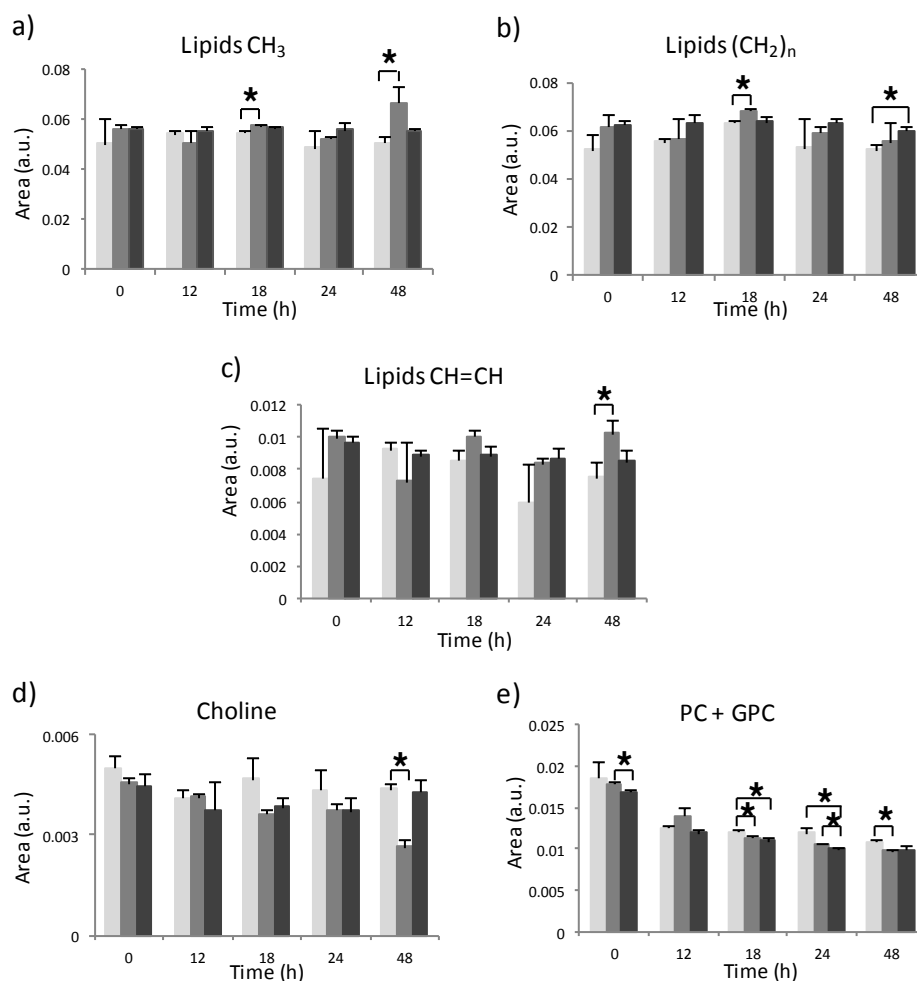 a)
Lipids CH3
Area (a.u.)
0.08
0.06
0.04
0.02
0
*
*
0 12 18 24 48
Time (h)
b)
Lipids (CH2)n
Area (a.u.)
0.08
0.06
0.04
0.02
0
*
*
0 12 18 24 48
Time (h)
c)
Lipids CH=CH
Area (a.u.)
0.012
0.01
0.008
0.006
0.004
0.002
0
*
0 12 18 24 48
Time (h)
d)
Choline
Area (a.u.)
0.006
0.003
0
*
0 12 18 24 48
Time (h)
e)
PC + GPC
Area (a.u.)
0.025
0.02
0.015
0.01
0.005
0
*
*
*
*
*
*
0 12 18 24 48
Time (h)